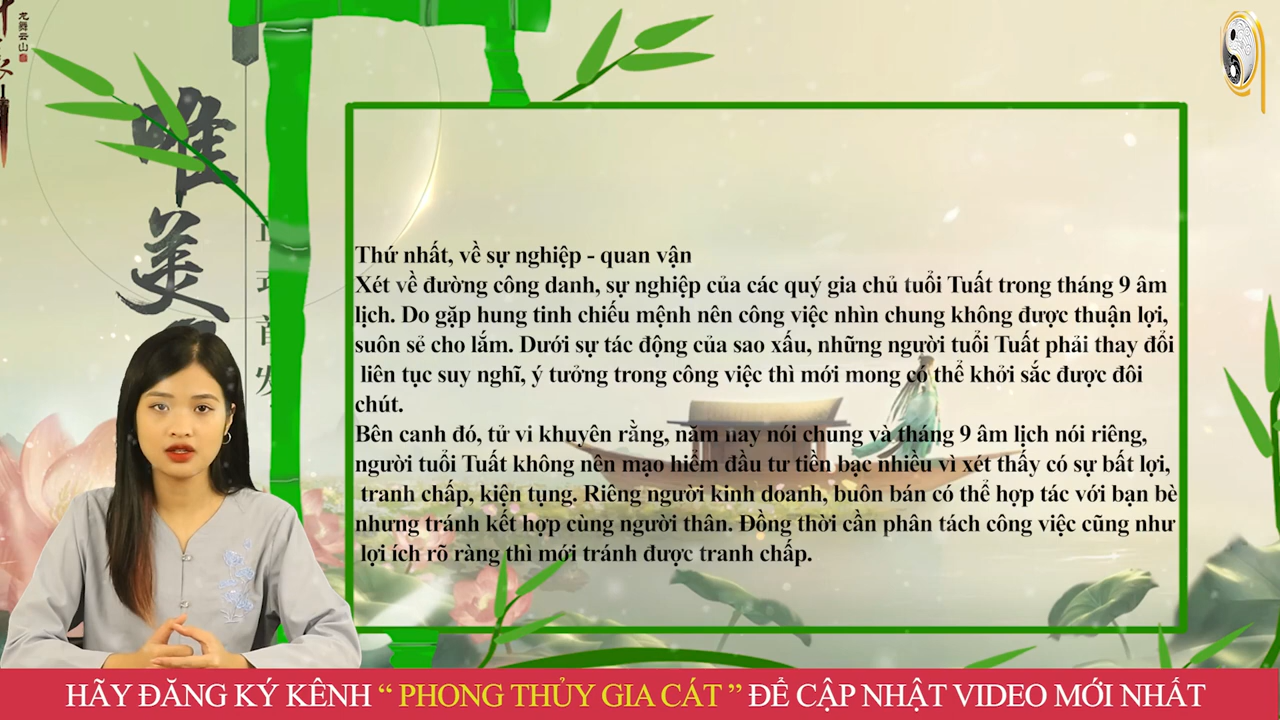 龙舞云山
唯美
Thứ nhất, về sự nghiệp - quan vận
Xét về đường công danh, sự nghiệp của các quý gia chủ tuổi Tuất trong tháng 9 âm
lịch. Do gặp hung tinh chiếu mệnh nên công việc nhìn chung không được thuận lợi,
suôn sẻ cho lắm. Dưới sự tác động của sao xấu, những người tuổi Tuất phải thay đổi
liên tục suy nghĩ, ý tưởng trong công việc thì mới mong có thể khởi sắc được đôi
chút.
Bên canh đó, tử vi khuyên rằng, năm nay nói chung và tháng 9 âm lịch nói riêng,
người tuổi Tuất không nên mạo hiểm đầu tư tiền bạc nhiều vì xét thấy có sự bất lợi,
tranh chấp, kiện tụng. Riêng người kinh doanh, buôn bán có thể hợp tác với bạn bè
nhưng tránh kết hợp cùng người thân. Đồng thời cần phân tách công việc cũng như
lợi ích rõ ràng thì mới tránh được tranh chấp.
HÃY ĐĂNG KÝ KÊNH “ PHONG THỦY GIA CÁT ” ĐỂ CẬP NHẬT VIDEO MỚI NHẤT